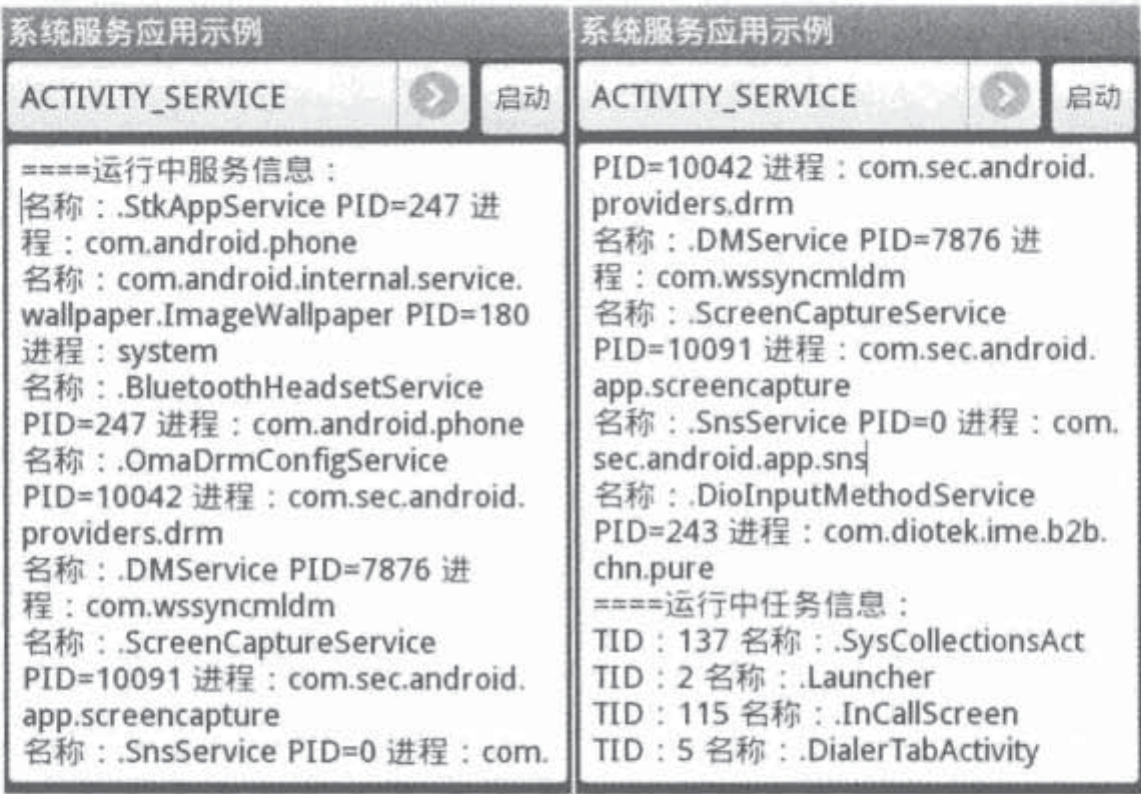 系统服务应用示例
ACTIVITY_SERVICE
启动
====运行中服务信息：
名称：.StkAppService PID=247 进
程：com.android.phone
名称：com.android.internal.service.
wallpaper.ImageWallpaper PID=180
进程：system
名称：.BluetoothHeadsetService
PID=247 进程：com.android.phone
名称：.OmaDrmConfigService
PID=10042 进程：com.sec.android.
providers.drm
名称：.DMService PID=7876 进
程：com.wssyncmldm
名称：.ScreenCaptureService
PID=10091 进程：com.sec.android.
app.screencapture
名称：.SnsService PID=0 进程：com.
系统服务应用示例
ACTIVITY_SERVICE
启动
PID=10042 进程：com.sec.android.
providers.drm
名称：.DMService PID=7876 进
程：com.wssyncmldm
名称：.ScreenCaptureService
PID=10091 进程：com.sec.android.
app.screencapture
名称：.SnsService PID=0 进程：com.
sec.android.app.sns
名称：.DioInputMethodService
PID=243 进程：com.diotek.ime.b2b.
chn.pure
====运行中任务信息：
TID：137 名称：.SysCollectionsAct
TID：2 名称：.Launcher
TID：115 名称：.InCallScreen
TID：5 名称：.DialerTabActivity